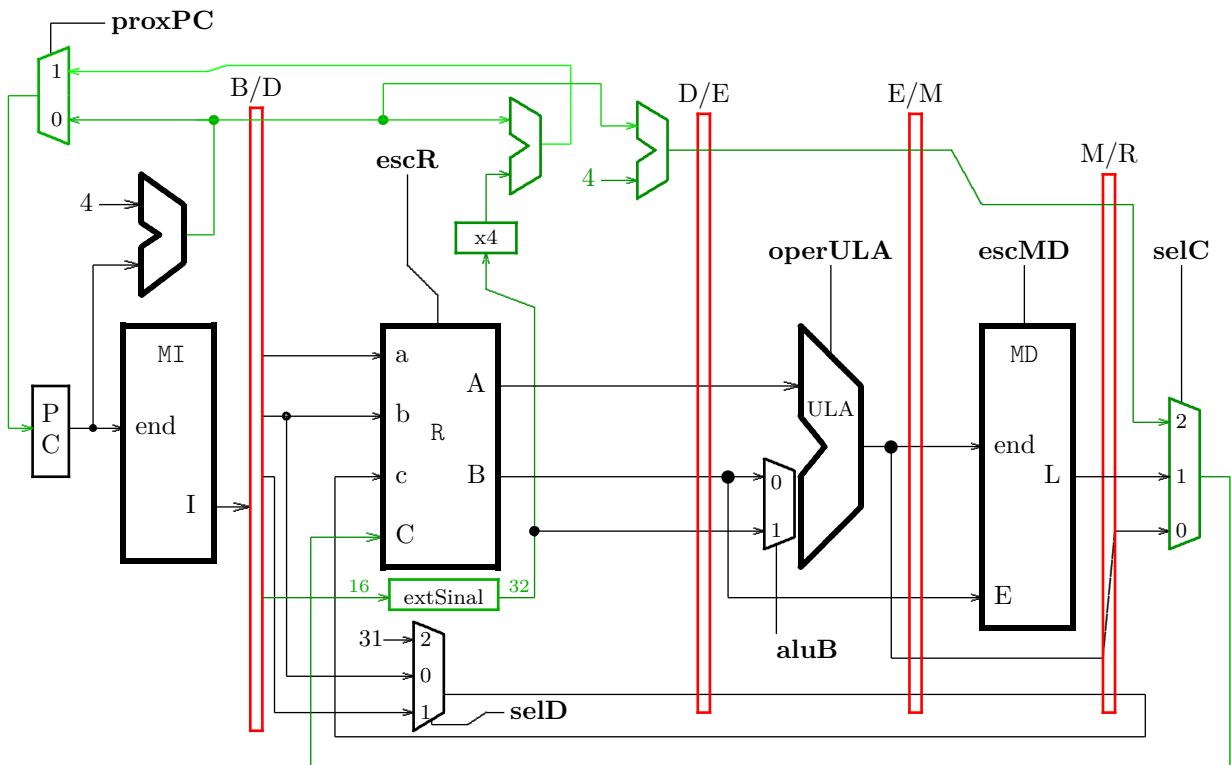 proxPC
1
B/D
D/E
E/M
0
M/R
escR
4
4
x4
operULA
escMD
selC
MI
a
MD
A
P
C
end
b
R
ULA
2
end
c
B
0
L
1
I
C
1
0
16
extSinal
32
E
31
2
aluB
0
1
selD